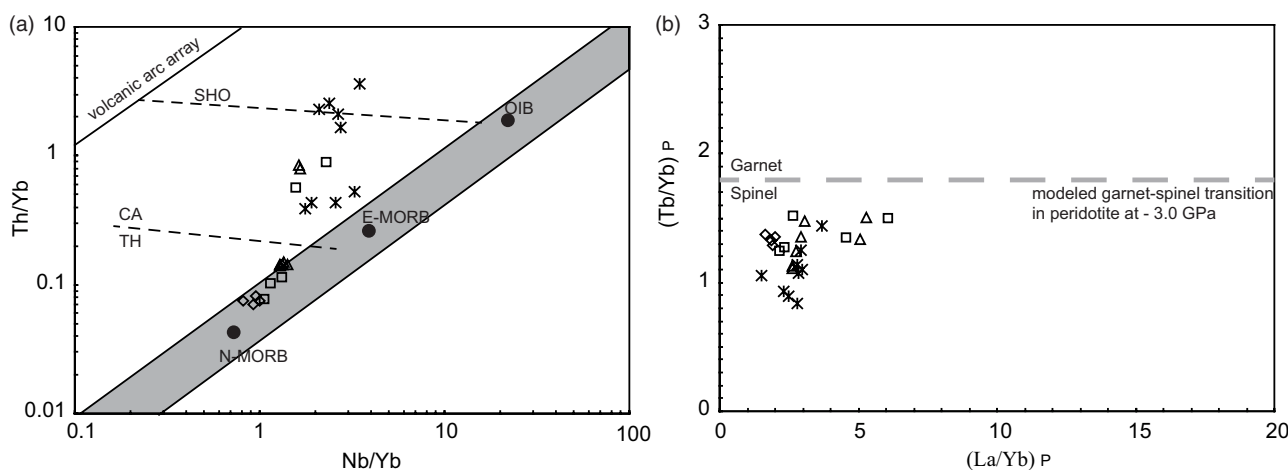 (a)
10
1
0.1
0.01
Th/Yb
volcanic arc array
SHO
CA
TH
OIB
E-MORB
N-MORB
0.1
1
10
100
Nb/Yb
(b)
3
2
1
0
(Tb/Yb) P
Garnet
Spinel
modeled garnet-spinel transition
in peridotite at - 3.0 GPa
0
5
10
15
20
(La/Yb) P